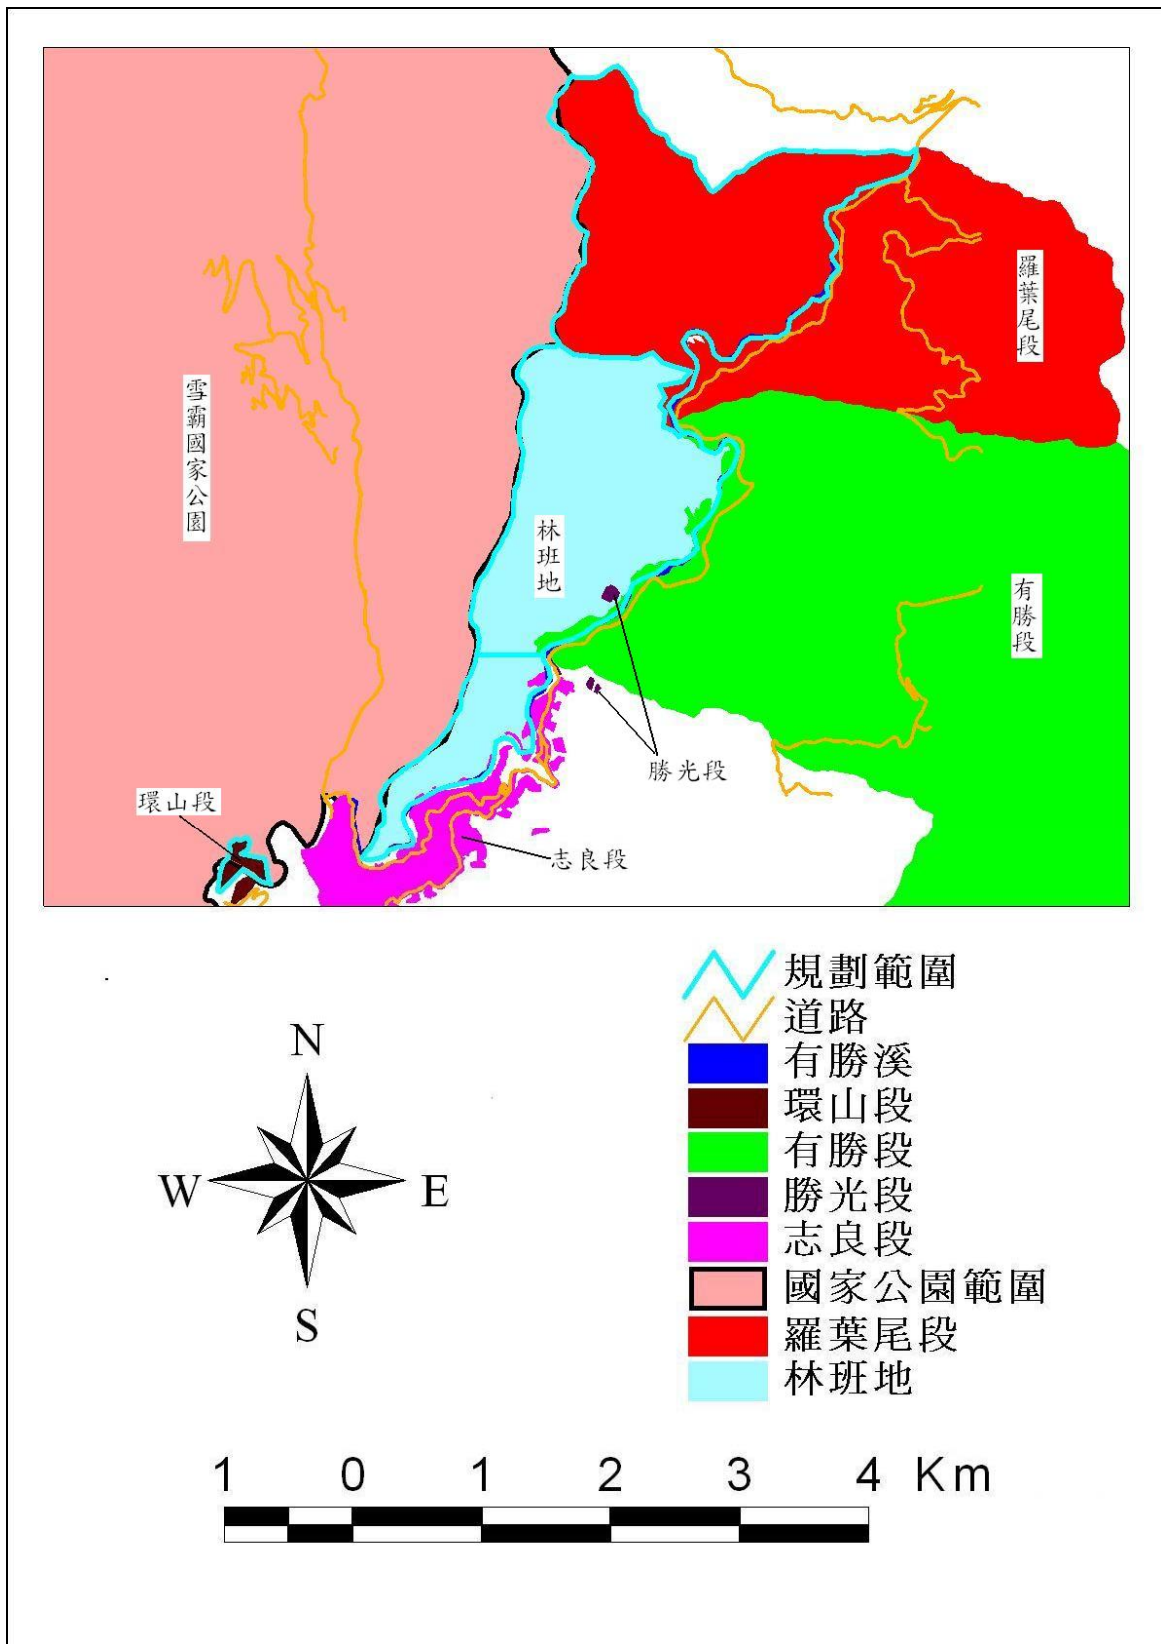 羅葉尾段
雪霸國家公園
林班地
有勝段
勝光段
環山段
志良段
規劃範圍
道路
有勝溪
環山段
有勝段
勝光段
志良段
國家公園範圍
羅葉尾段
林班地
N
W
E
S
1 0 1 2 3 4 Km